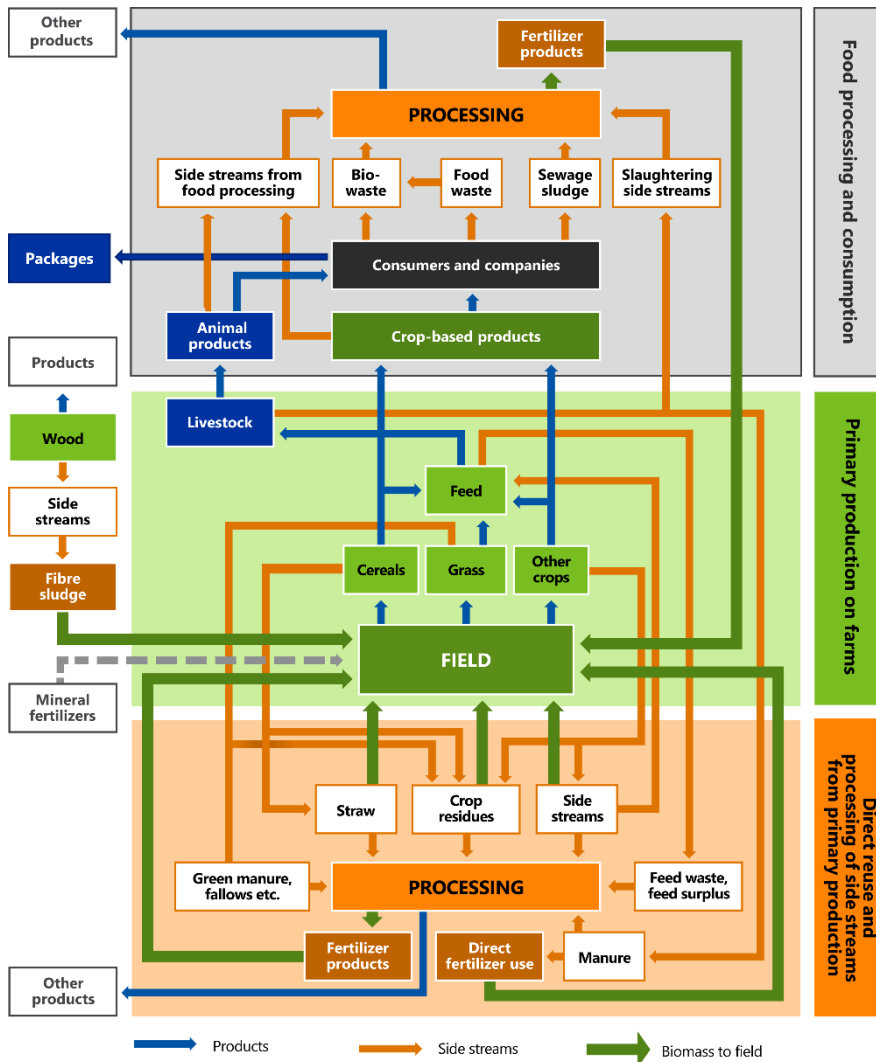 Other
products
Fertilizer
products
PROCESSING
Side streams from
food processing
Bio-
waste
Food
waste
Sewage
sludge
Slaughtering
side streams
Packages
Consumers and companies
Animal
products
Crop-based products
Food processing and consumption
Products
Wood
Side
streams
Fibre
sludge
Mineral
fertilizers
Livestock
Feed
Cereals
Grass
Other
crops
FIELD
Primary production on farms
Straw
Crop
residues
Side
streams
Green manure,
fallows etc.
PROCESSING
Feed waste,
feed surplus
Fertilizer
products
Direct
fertilizer use
Manure
Other
products
Direct reuse and
processing of side streams
from primary production
Products
Side streams
Biomass to field